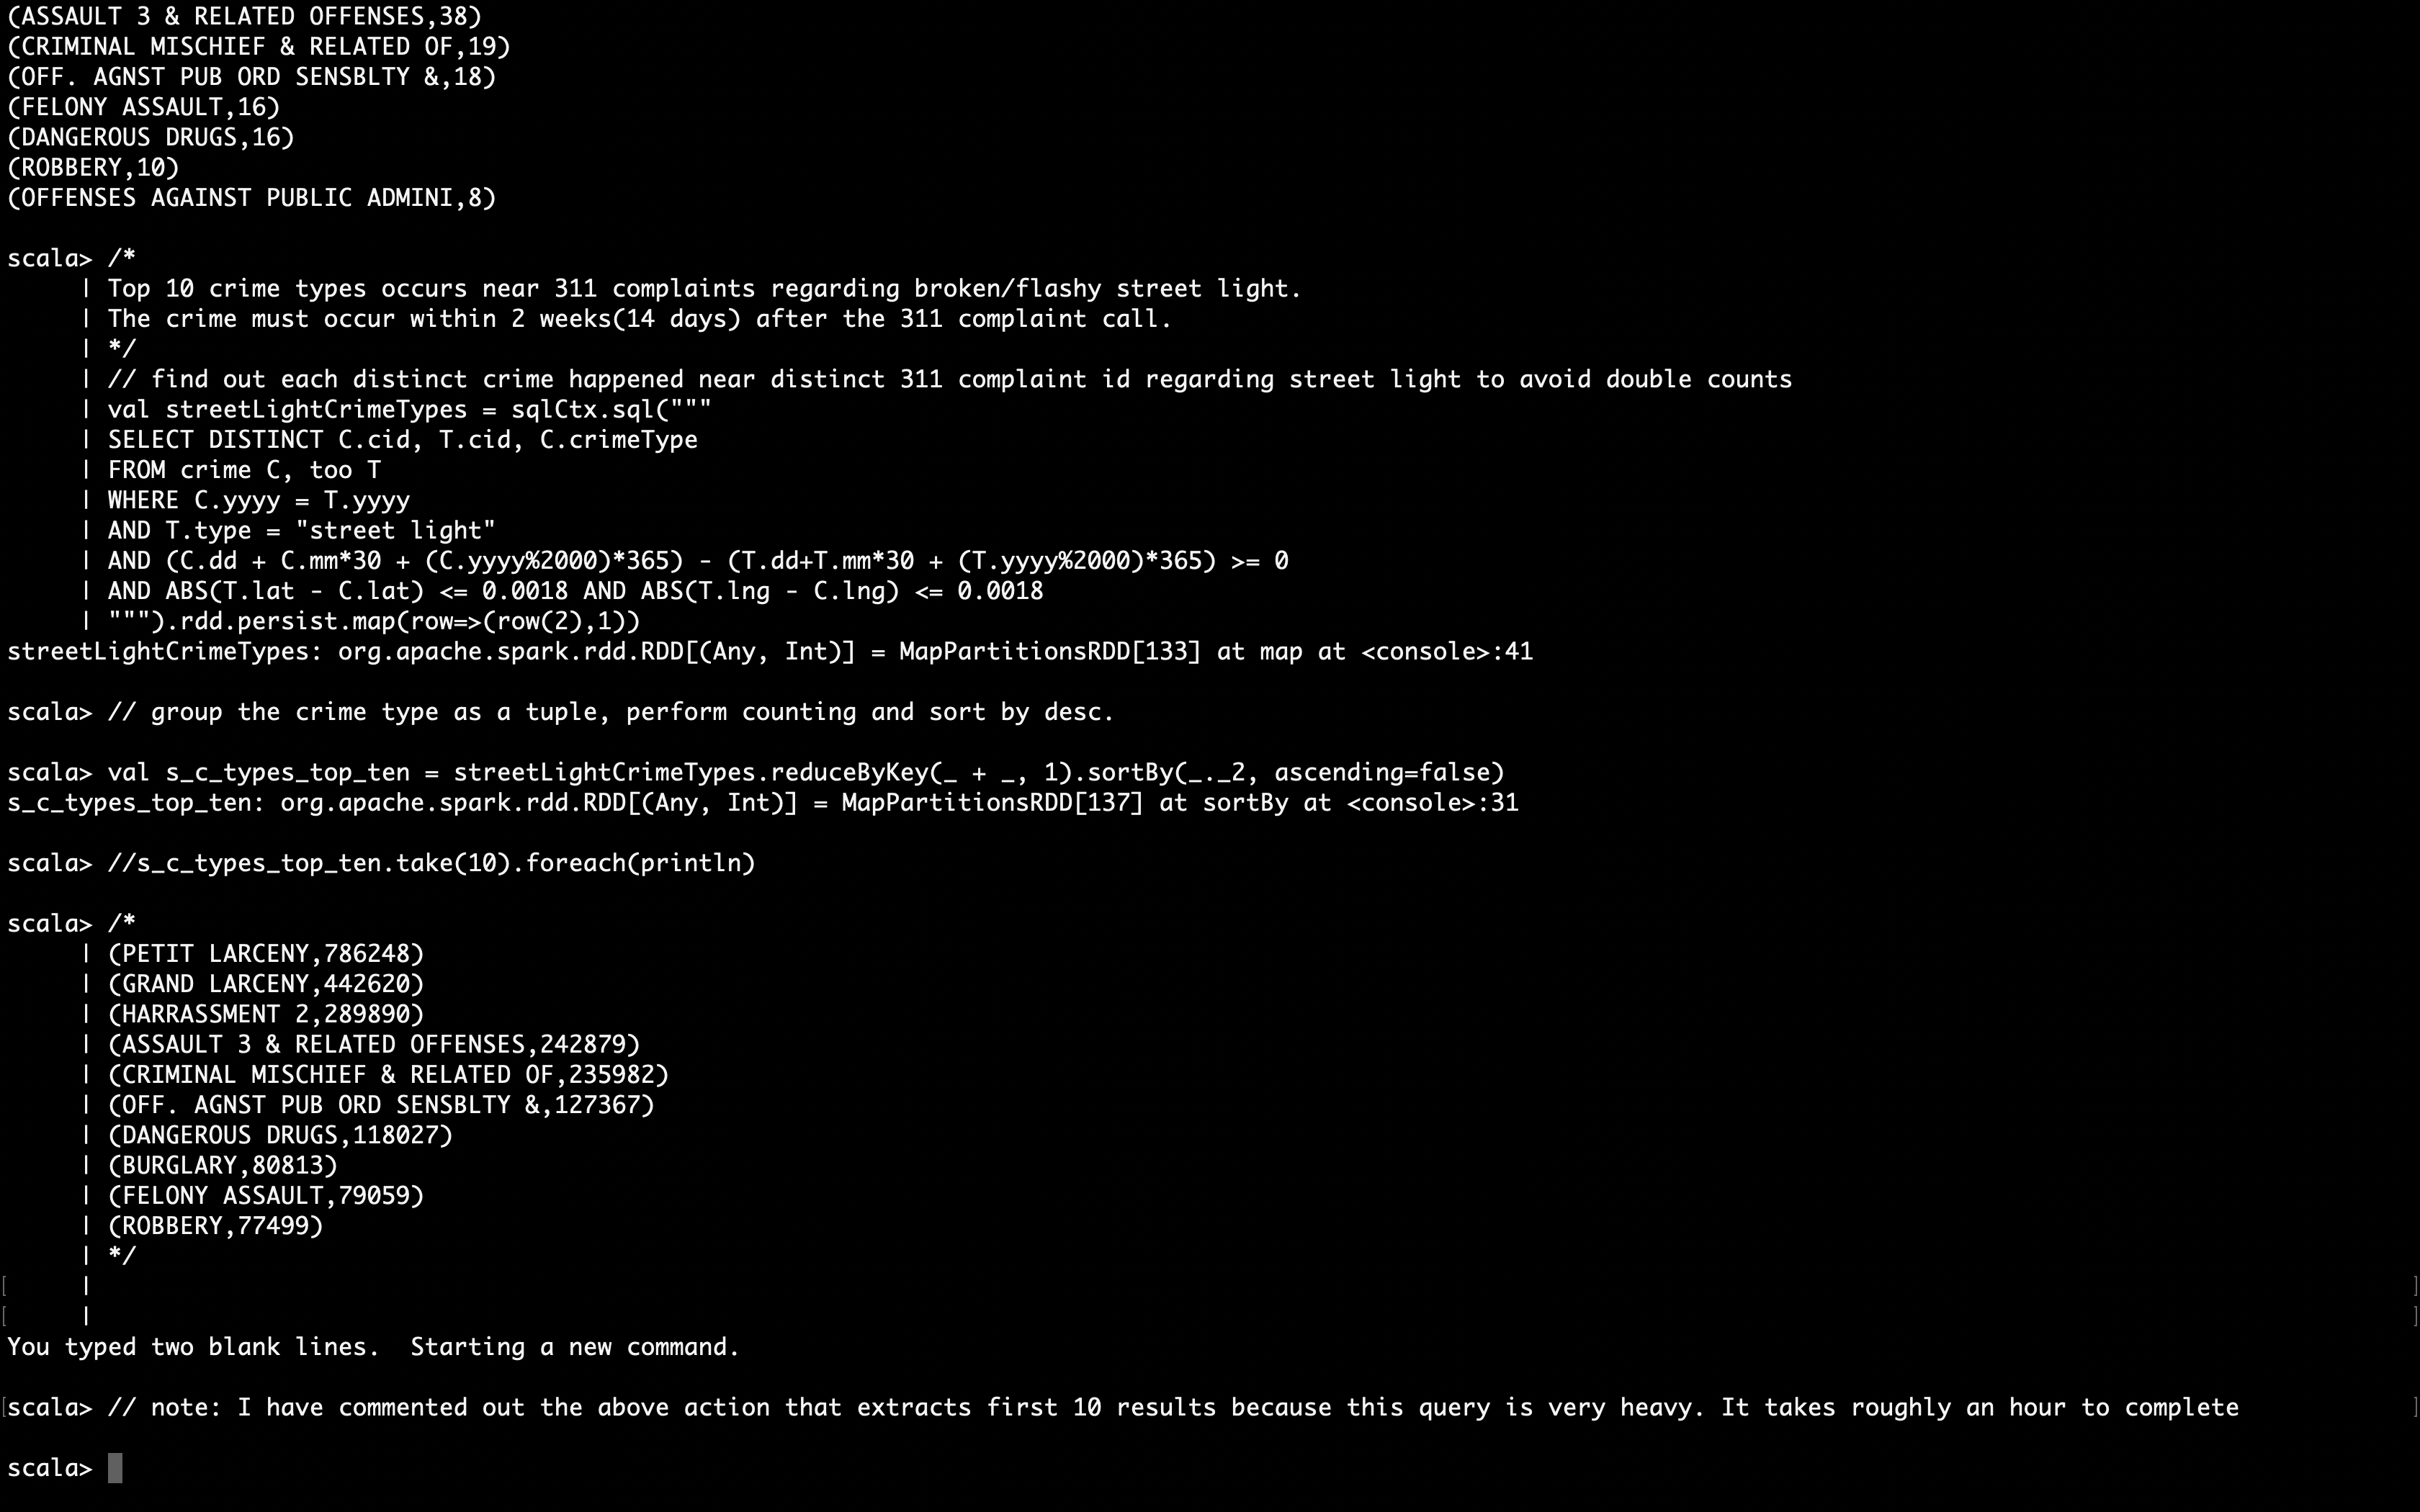 (ASSAULT 3 & RELATED OFFENSES,38)
(CRIMINAL MISCHIEF & RELATED OF,19)
(OFF. AGNST PUB ORD SENSBLTY &,18)
(FELONY ASSAULT,16)
(DANGEROUS DRUGS,16)
(ROBBERY,10)
(OFFENSES AGAINST PUBLIC ADMINI,8)
scala> /*
| Top 10 crime types occurs near 311 complaints regarding broken/flashy street light.
| The crime must occur within 2 weeks(14 days) after the 311 complaint call.
| */
| // find out each distinct crime happened near distinct 311 complaint id regarding street light to avoid double counts
| val streetLightCrimeTypes = sqlCtx.sql("""
| SELECT DISTINCT C.cid, T.cid, C.crimeType
| FROM crime C, too T
| WHERE C.yyyy = T.yyyy
| AND T.type = "street light"
| AND (C.dd + C.mm*30 + (C.yyyy%2000)*365) - (T.dd+T.mm*30 + (T.yyyy%2000)*365) >= 0
| AND ABS(T.lat - C.lat) <= 0.0018 AND ABS(T.lng - C.lng) <= 0.0018
| """).rdd.persist.map(row=>(row(2),1))
streetLightCrimeTypes: org.apache.spark.rdd.RDD[(Any, Int)] = MapPartitionsRDD[133] at map at <console>:41
scala> // group the crime type as a tuple, perform counting and sort by desc.
scala> val s_c_types_top_ten = streetLightCrimeTypes.reduceByKey(_ + _, 1).sortBy(_._2, ascending=false)
s_c_types_top_ten: org.apache.spark.rdd.RDD[(Any, Int)] = MapPartitionsRDD[137] at sortBy at <console>:31
scala> //s_c_types_top_ten.take(10).foreach(println)
scala> /*
| (PETIT LARCENY,786248)
| (GRAND LARCENY,442620)
| (HARRASSMENT 2,289890)
| (ASSAULT 3 & RELATED OFFENSES,242879)
| (CRIMINAL MISCHIEF & RELATED OF,235982)
| (OFF. AGNST PUB ORD SENSBLTY &,127367)
| (DANGEROUS DRUGS,118027)
| (BURGLARY,80813)
| (FELONY ASSAULT,79059)
| (ROBBERY,77499)
| */
[ | ]
[ | ]
You typed two blank lines.  Starting a new command.
[scala> // note: I have commented out the above action that extracts first 10 results because this query is very heavy. It takes roughly an hour to complete ]
scala>